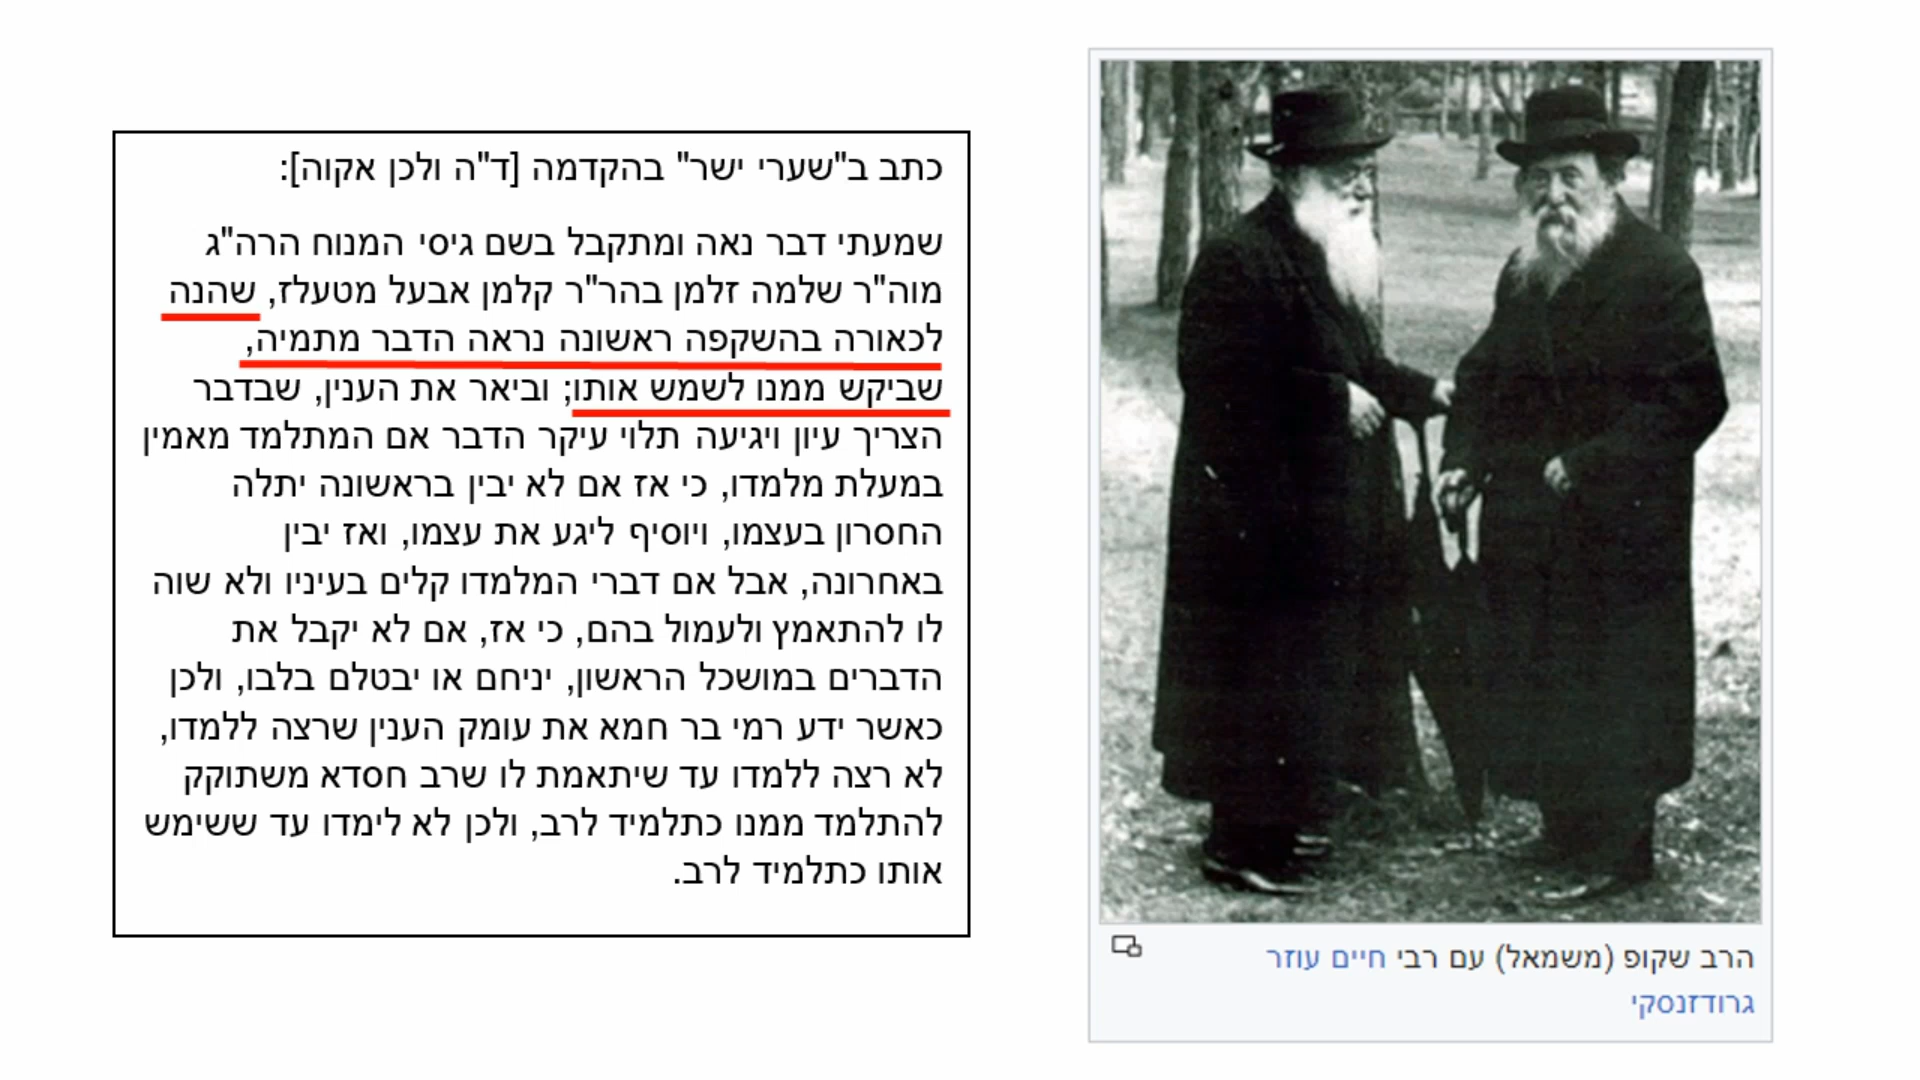 כתב ב"שערי ישר" בהקדמה [ד"ה ולכן אקוה]:
שמעתי דבר נאה ומתקבל בשם גיסי המנוח הרה"ג
מוה"ר שלמה זלמן בהר"ר קלמן אבעל מטעלז, שהנה
לכאורה בהשקפה ראשונה נראה הדבר מתמיה,
שביקש ממנו לשמש אותו; וביאר את הענין, שבדבר
הצריך עיון ויגיעה תלוי עיקר הדבר אם המתלמד מאמין
במעלת מלמדו, כי אז אם לא יבין בראשונה יתלה
החסרון בעצמו, ויוסיף ליגע את עצמו, ואז יבין
באחרונה, אבל אם דברי המלמדו קלים בעיניו ולא שוה
לו להתאמץ ולעמול בהם, כי אז, אם לא יקבל את
הדברים במושכל הראשון, יניחם או יבטלם בלבו, ולכן
כאשר ידע רמי בר חמא את עומק הענין שרצה ללמדו,
לא רצה ללמדו עד שיתאמת לו שרב חסדא משתוקק
להתלמד ממנו כתלמיד לרב, ולכן לא לימדו עד ששימש
אותו כתלמיד לרב.
הרב שקופ (משמאל) עם רבי חיים עוזר
גרודזנסקי